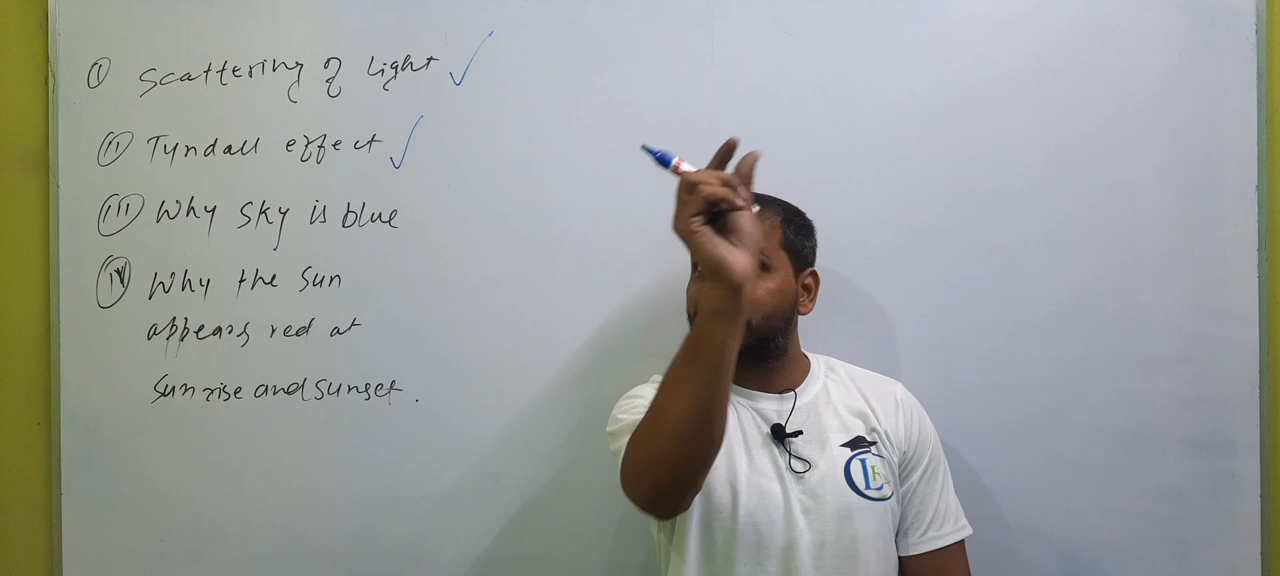 (i) Scattering of Light ✓
(ii) Tyndall effect ✓
(iii) Why sky is blue
(iv) Why the Sun
appears red at
Sunrise and Sunset.